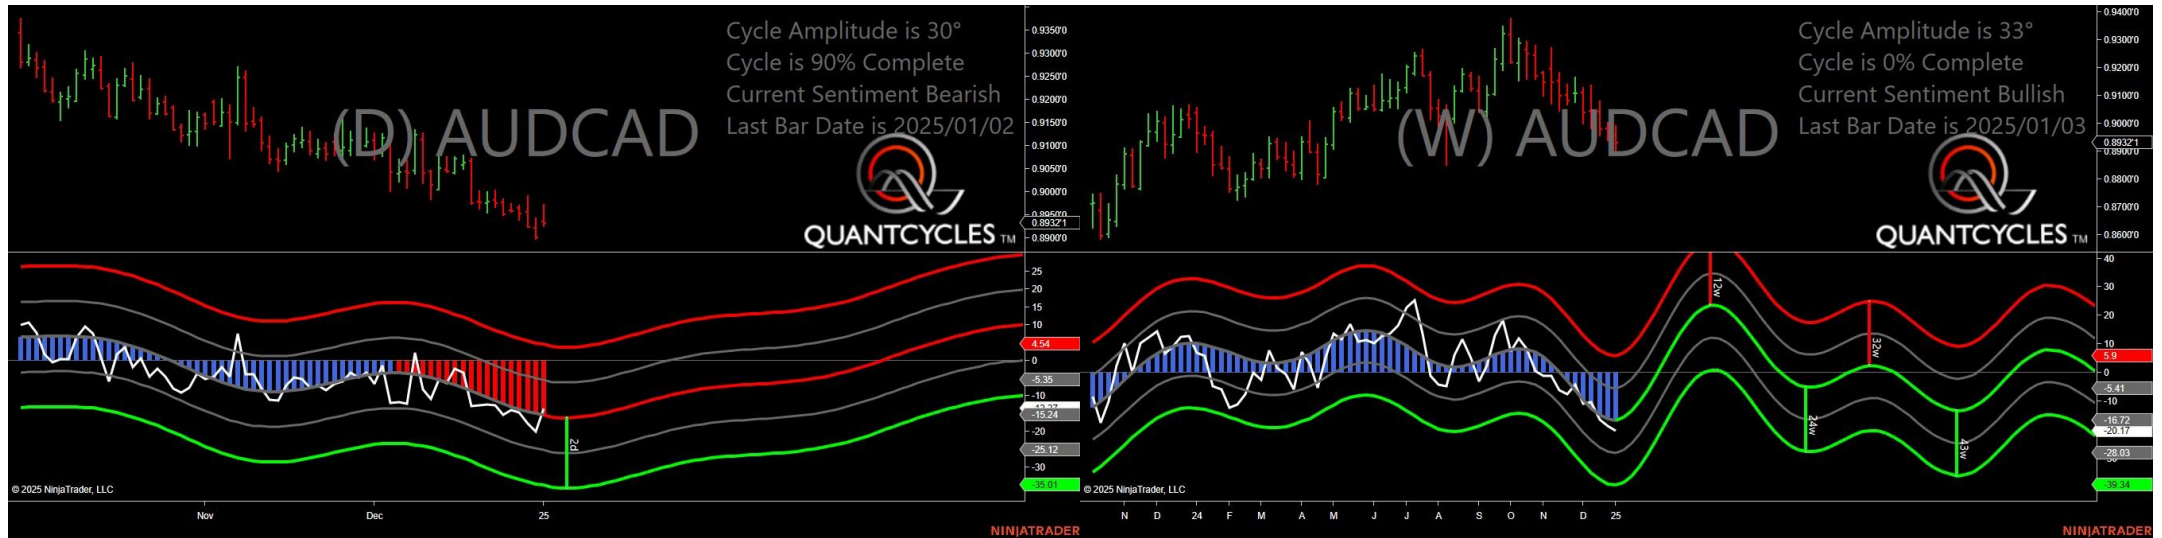 Cycle Amplitude is 30°
Cycle is 90% Complete
Current Sentiment Bearish
Last Bar Date is 2025/01/02
(D) AUDCAD
QUANTCYCLES TM
0.9350'0
0.9300'0
0.9250'0
0.9200'0
0.9150'0
0.9100'0
0.9050'0
0.9000'0
0.8950'0
0.8932'1
0.8900'0
25
20
15
10
4.54
0
-5.35
-10
-15.24
-20
-25.12
-30
-35.01
2d
© 2025 NinjaTrader, LLC
Nov
Dec
25
NINJATRADER
Cycle Amplitude is 33°
Cycle is 0% Complete
Current Sentiment Bullish
Last Bar Date is 2025/01/03
(W) AUDCAD
QUANTCYCLES TM
0.9400'0
0.9300'0
0.9200'0
0.9100'0
0.9000'0
0.8932'1
0.8900'0
0.8800'0
0.8700'0
0.8600'0
40
30
20
10
5.9
0
-5.41
-10
-16.72
-20.17
-28.03
-39.34
12w
24w
32w
43w
© 2025 NinjaTrader, LLC
N D 24 F M A M J J A S O N D 25
NINJATRADER